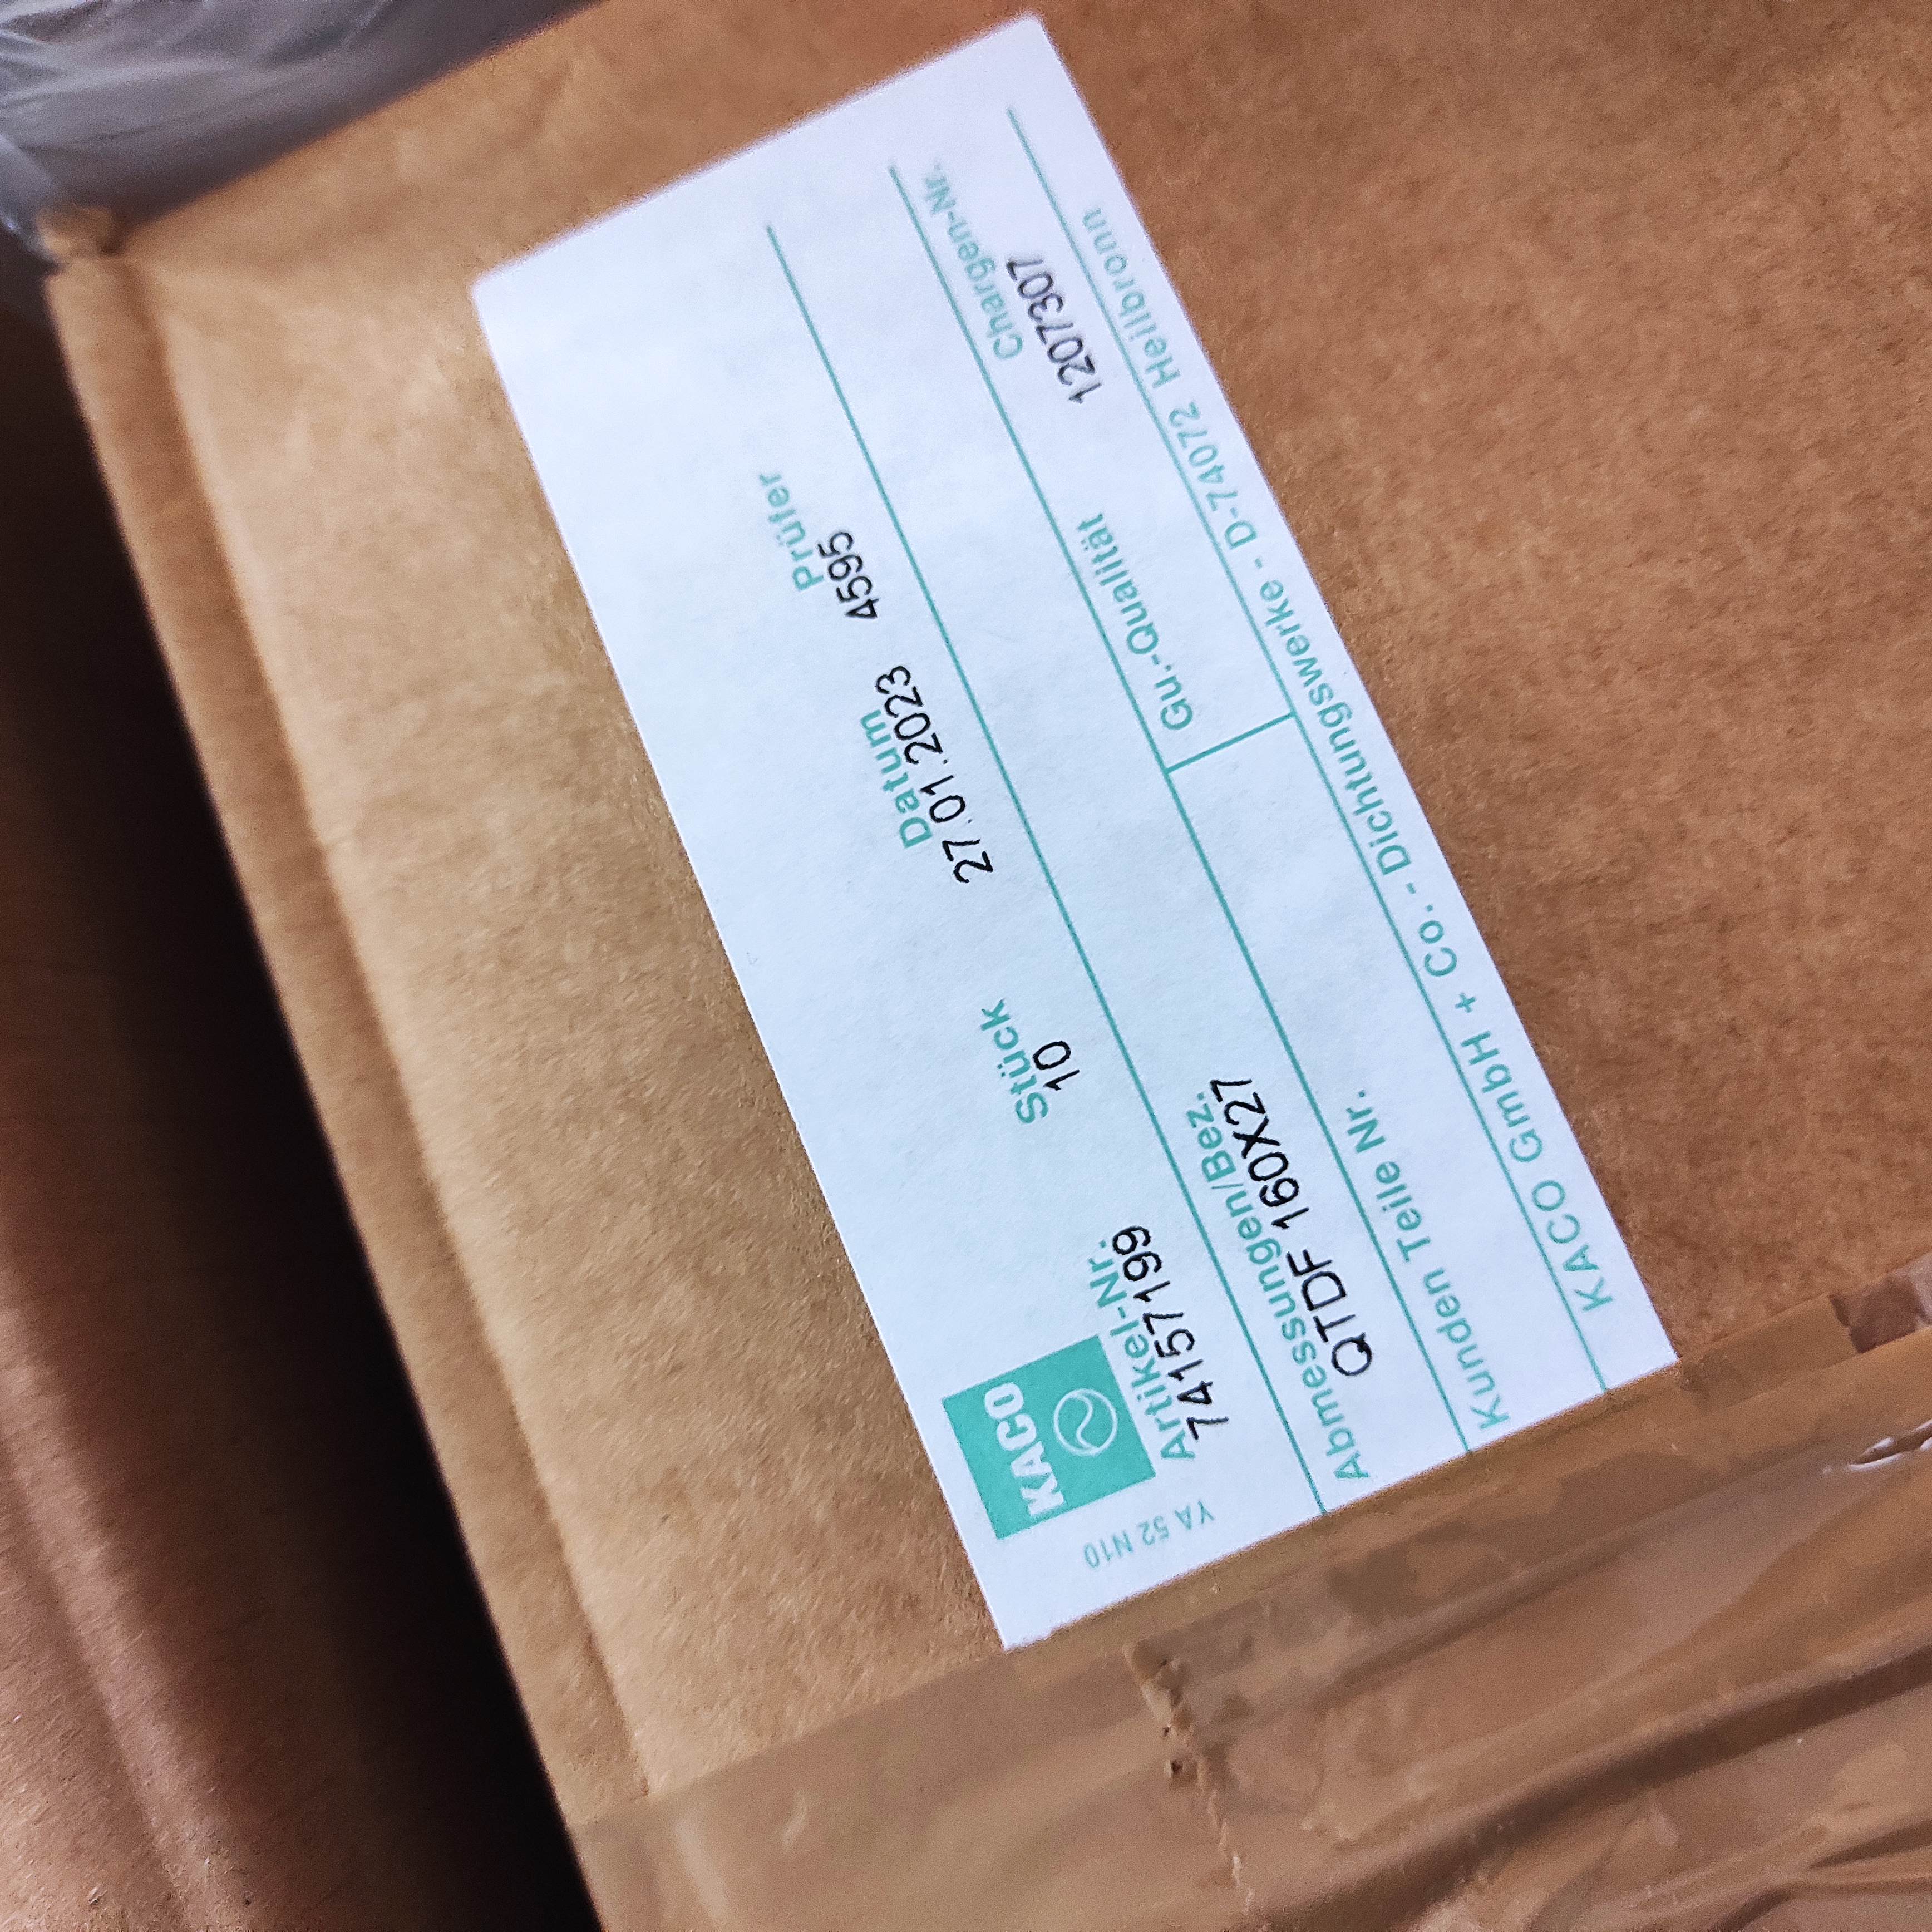 KACO
YA 52 N10
Artikel-Nr. Stück Datum Prüfer
74157199 10 27.01.2023 4595
Abmessungen/Bez.
QTDF 160X27
Gu.-Qualität Chargen-Nr.
1207307
Kunden Teile Nr.
KACO GmbH + Co. - Dichtungswerke - D-74072 Heilbronn